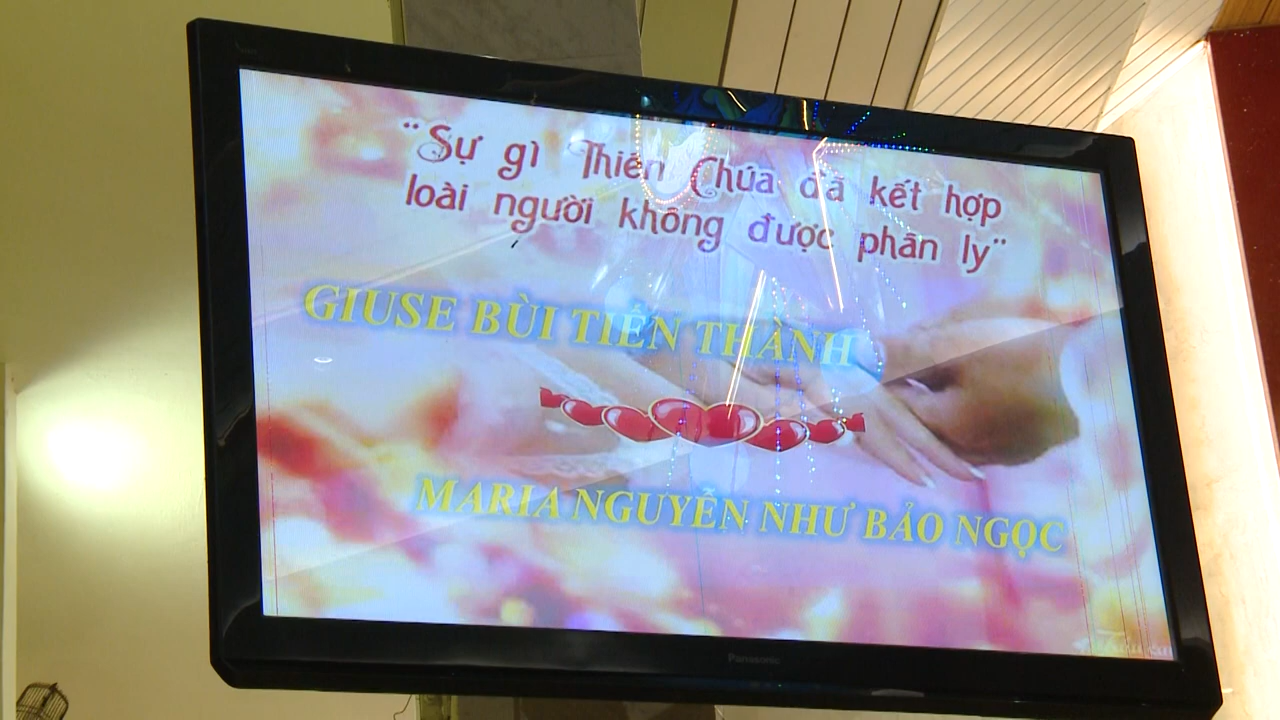 “Sự gì Thiên Chúa đã kết hợp
loài người không được phân ly”
GIUSE BÙI TIẾN THÀNH
MARIA NGUYỄN NHƯ BẢO NGỌC
Panasonic